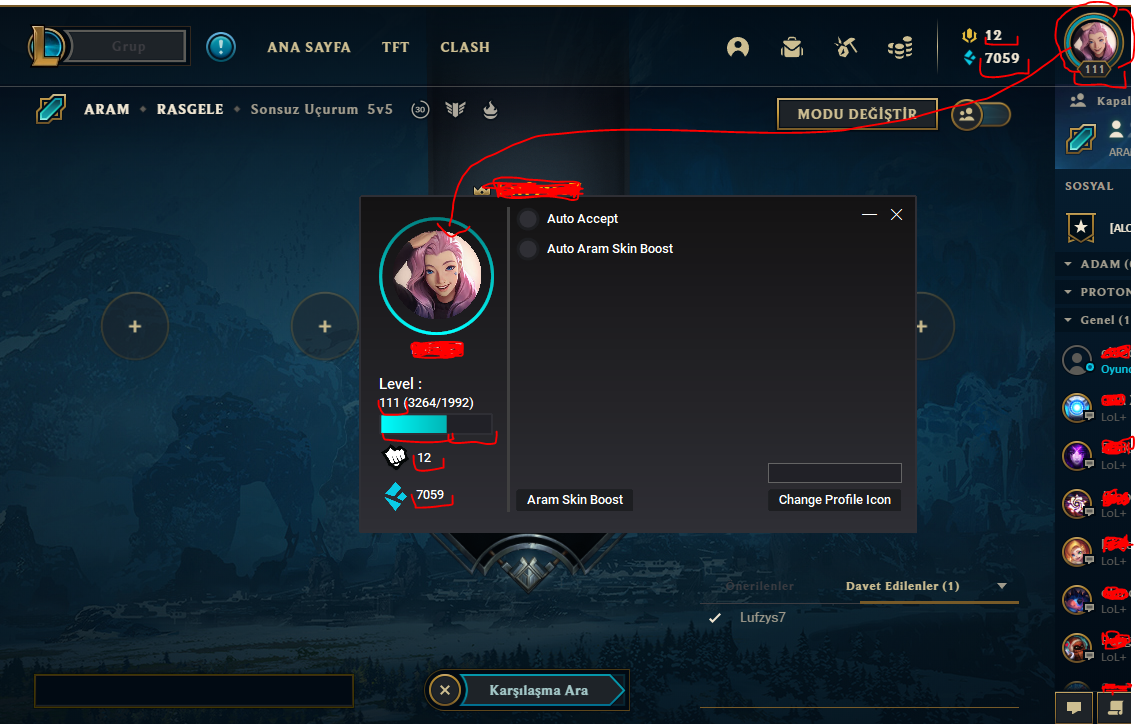 Grup
ANA SAYFA
TFT
CLASH
12
7059
111
ARAM • RASGELE • Sonsuz Uçurum 5v5
30
MODU DEĞİŞTİR
Kapal
ARA
SOSYAL
[ALC
ADAM (
PROTON
Genel (1
Oyund
LoL+
LoL+
LoL+
LoL+
LoL+
LoL+
Auto Accept
Auto Aram Skin Boost
Level :
111 (3264/1992)
12
7059
Aram Skin Boost
Change Profile Icon
Önerilenler
Davet Edilenler (1)
Lufzys7
Karşılaşma Ara